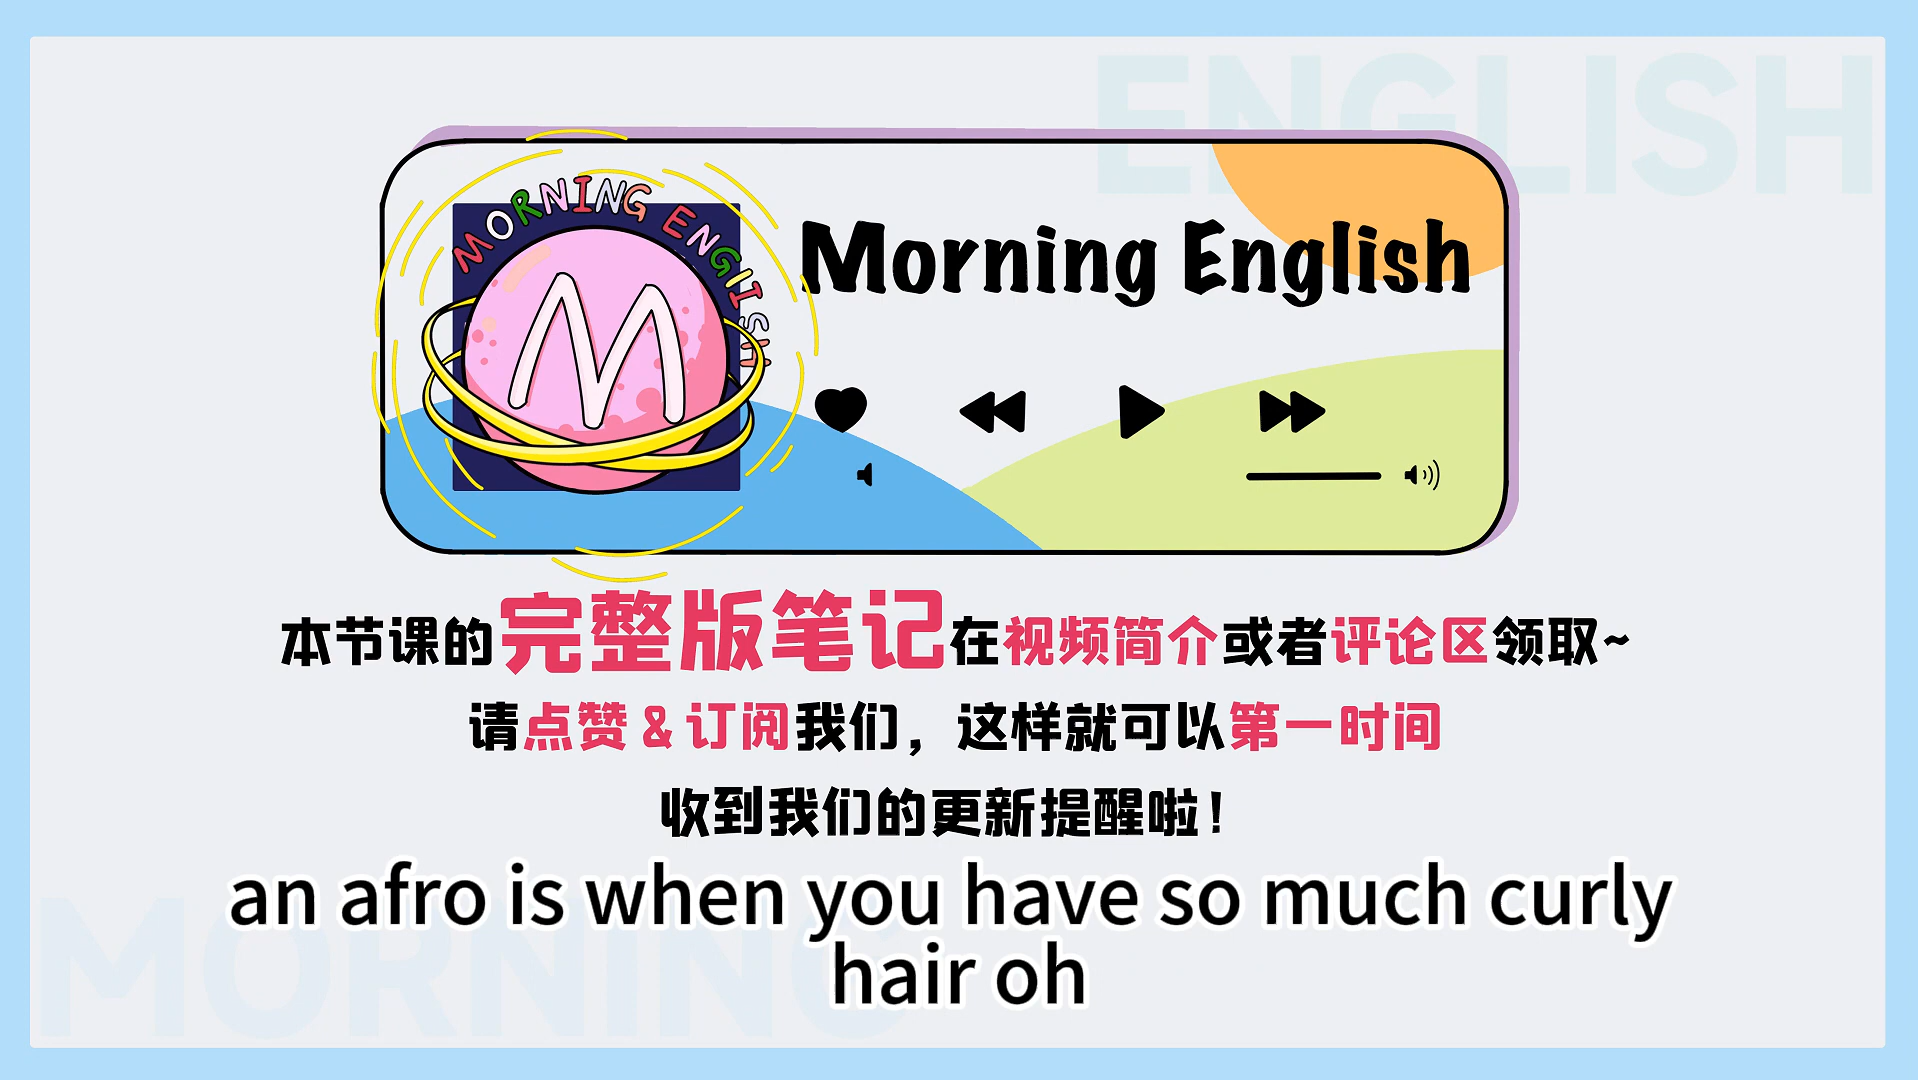 ENGLISH
MORNING ENGLISH
M
Morning English
本节课的完整版笔记在视频简介或者评论区领取~
请点赞&订阅我们，这样就可以第一时间
收到我们的更新提醒啦！
an afro is when you have so much curly
hair oh
MORNING